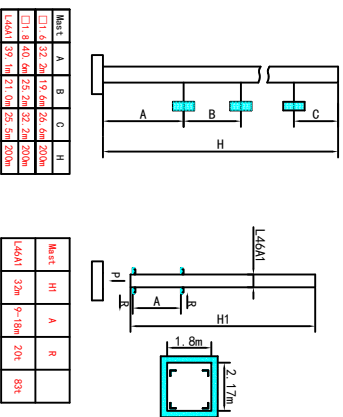 Mast A B C H
□1.6 32.2m 19.6m 26.6m 200m
□1.8 40.6m 25.2m 32.2m 200m
L46A1 39.1m 21.0m 25.5m 200m
A
B
C
H
Mast H1 A R
L46A1 32m 9-18m 20t 83t
L46A1
P
R
A
R
H1
1.8m
2.17m